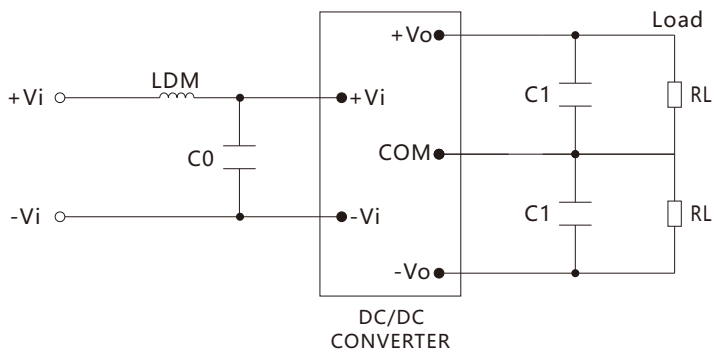 Load
+Vo
LDM
C1
RL
+Vi
+Vi
C0
COM
C1
RL
-Vi
-Vi
-Vo
DC/DC
CONVERTER